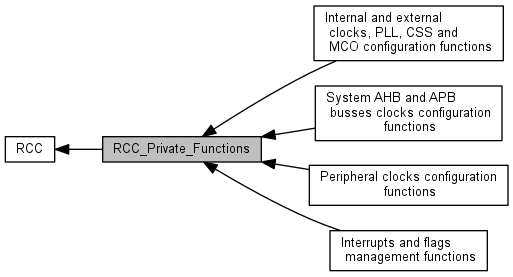 Internal and external
clocks, PLL, CSS and
MCO configuration functions
System AHB and APB
busses clocks configuration
functions
RCC
RCC_Private_Functions
Peripheral clocks configuration
functions
Interrupts and flags
management functions